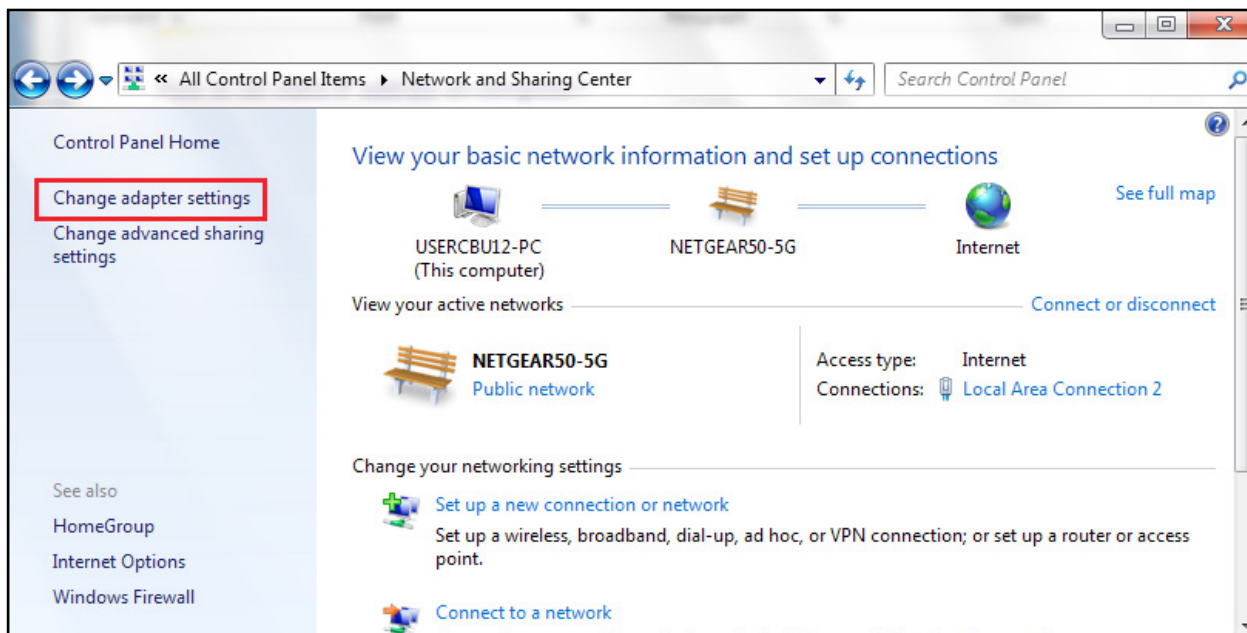 « All Control Panel Items ▸ Network and Sharing Center
Search Control Panel
Control Panel Home
Change adapter settings
Change advanced sharing
settings
See also
HomeGroup
Internet Options
Windows Firewall
View your basic network information and set up connections
See full map
USERCBU12-PC
(This computer)
NETGEAR50-5G
Internet
View your active networks
Connect or disconnect
NETGEAR50-5G
Public network
Access type: Internet
Connections: Local Area Connection 2
Change your networking settings
Set up a new connection or network
Set up a wireless, broadband, dial-up, ad hoc, or VPN connection; or set up a router or access
point.
Connect to a network